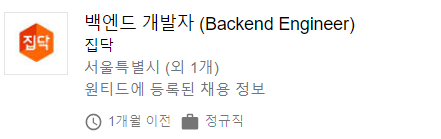 집닥
백엔드 개발자 (Backend Engineer)
집닥
서울특별시 (외 1개)
원티드에 등록된 채용 정보
1개월 이전 정규직